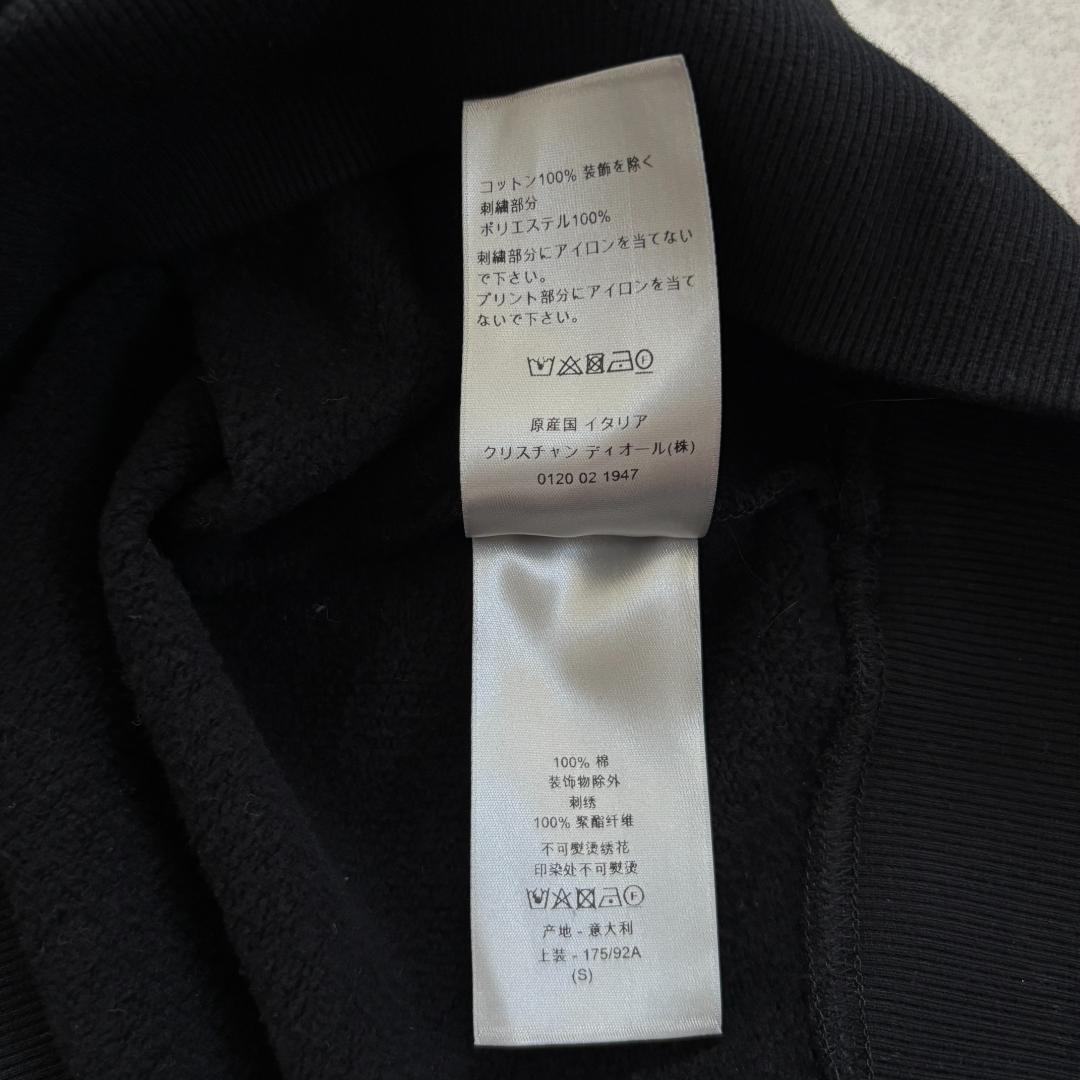 コットン100% 装飾を除く
刺繍部分
ポリエステル100%
刺繍部分にアイロンを当てない
で下さい。
プリント部分にアイロンを当て
ないで下さい。
原産国 イタリア
クリスチャン ディオール(株)
0120 02 1947
100% 棉
装饰物除外
刺绣
100% 聚酯纤维
不可熨烫绣花
印染处不可熨烫
产地 - 意大利
上装 - 175/92A
(S)